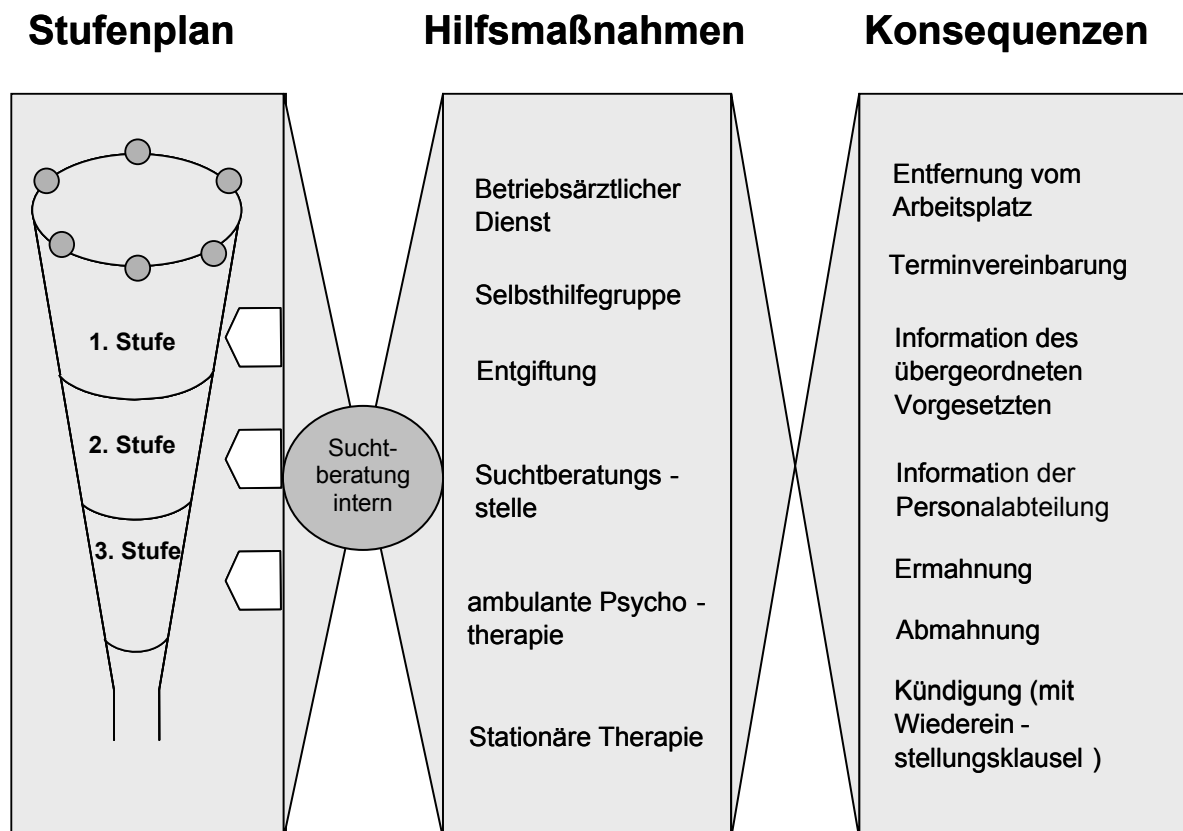 Stufenplan
1. Stufe
2. Stufe
3. Stufe
Sucht-
beratung
intern
Hilfsmaßnahmen
Betriebsärztlicher
Dienst
Selbsthilfegruppe
Entgiftung
Suchtberatungs -
stelle
ambulante Psycho -
therapie
Stationäre Therapie
Konsequenzen
Entfernung vom
Arbeitsplatz
Terminvereinbarung
Information des
übergeordneten
Vorgesetzten
Information der
Personalabteilung
Ermahnung
Abmahnung
Kündigung (mit
Wiederein -
stellungsklausel )